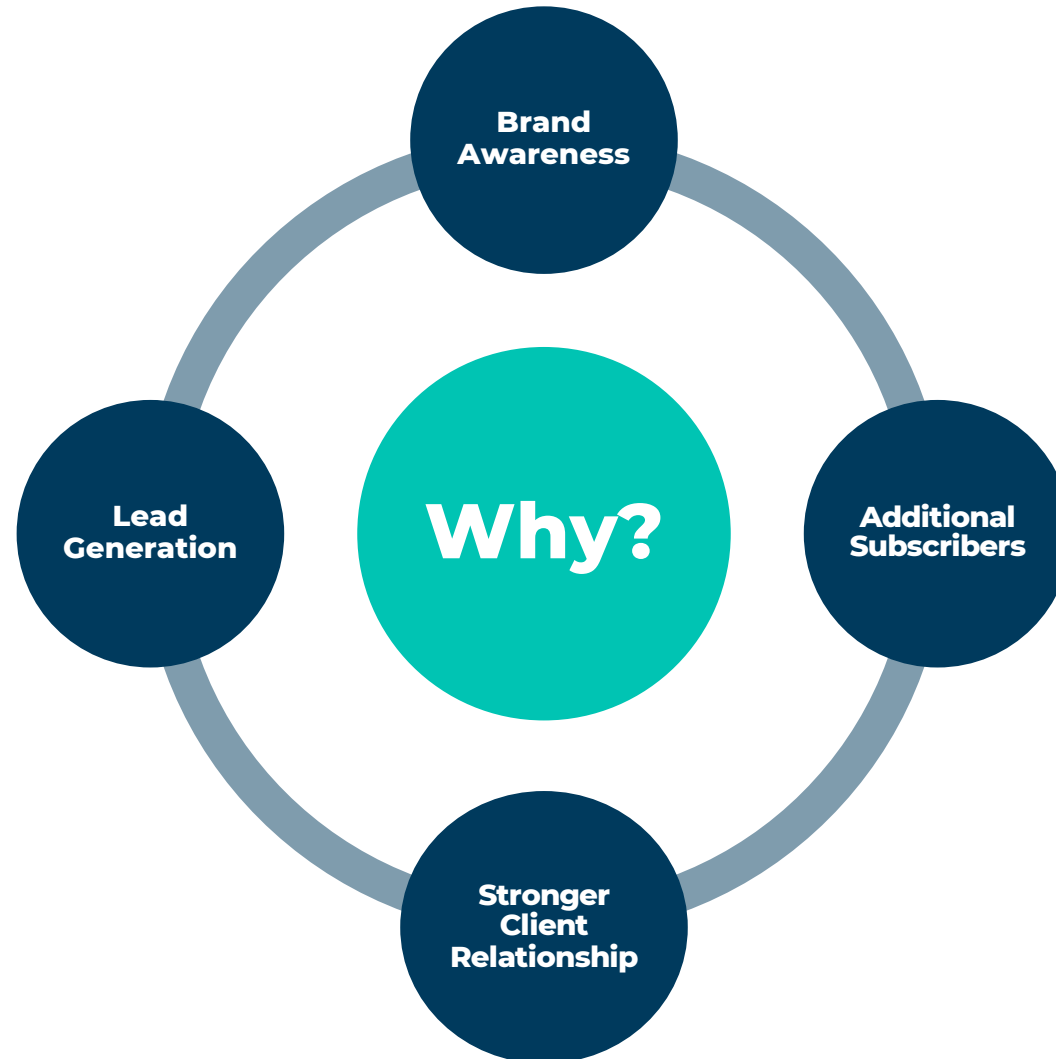 Brand
Awareness
Lead
Generation
Why?
Additional
Subscribers
Stronger
Client
Relationship